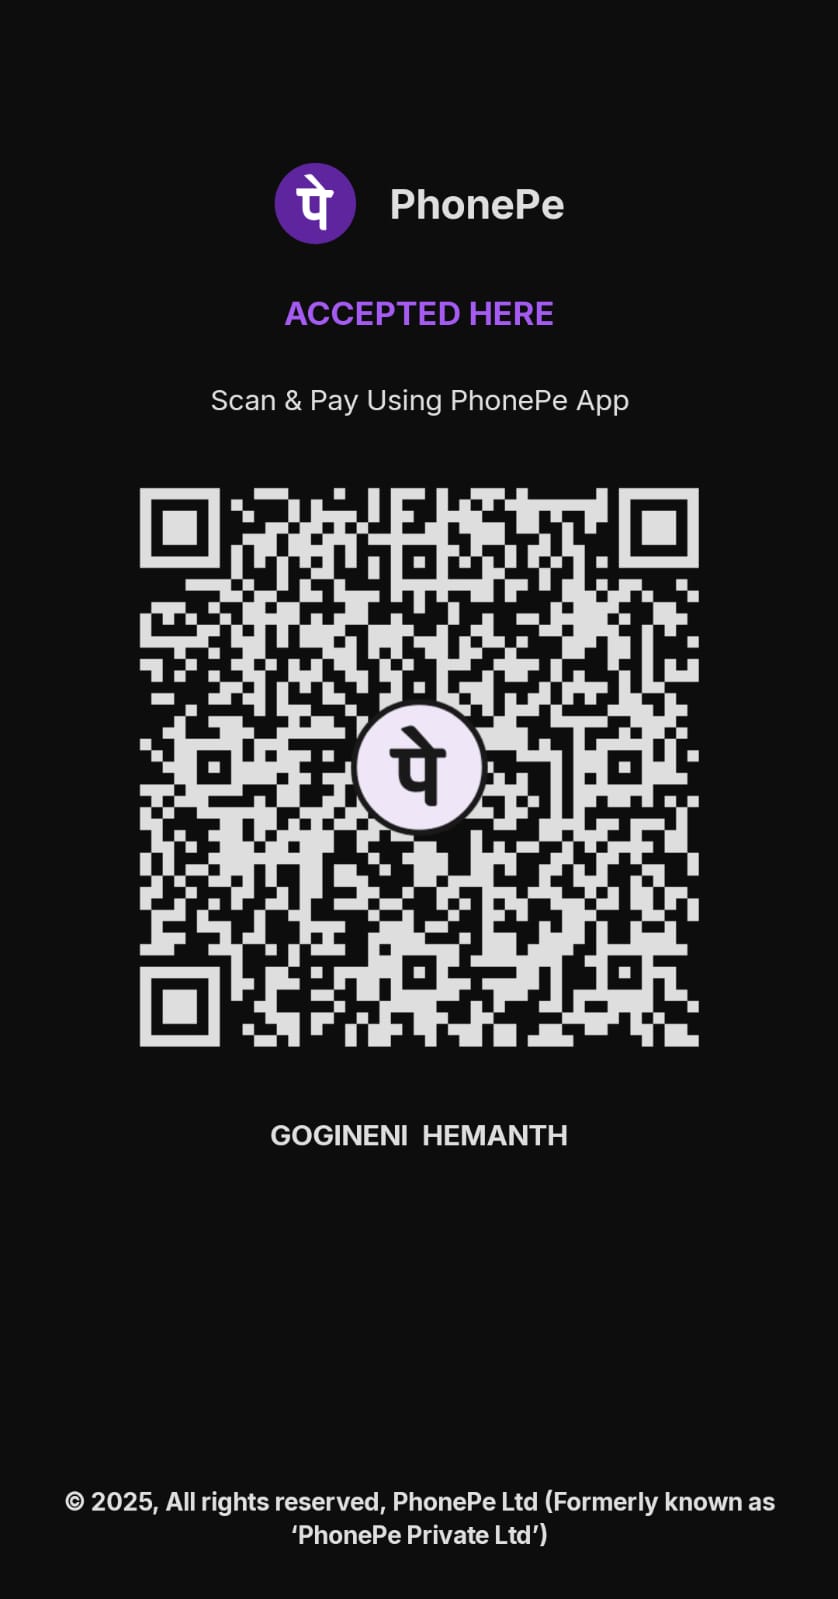 पे PhonePe
ACCEPTED HERE
Scan & Pay Using PhonePe App
पे
GOGINENI HEMANTH
© 2025, All rights reserved, PhonePe Ltd (Formerly known as
‘PhonePe Private Ltd’)